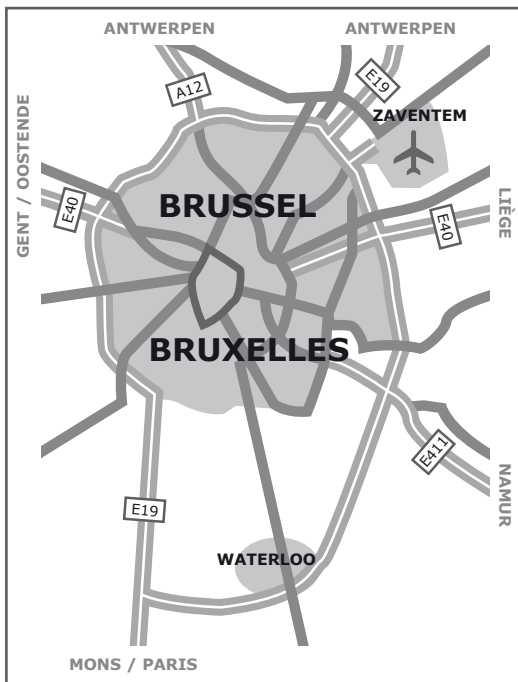 ANTWERPEN
ANTWERPEN
A12
E19
ZAVENTEM
GENT / OOSTENDE
E40
BRUSSEL
LIÈGE
E40
BRUXELLES
E411
NAMUR
E19
WATERLOO
MONS / PARIS